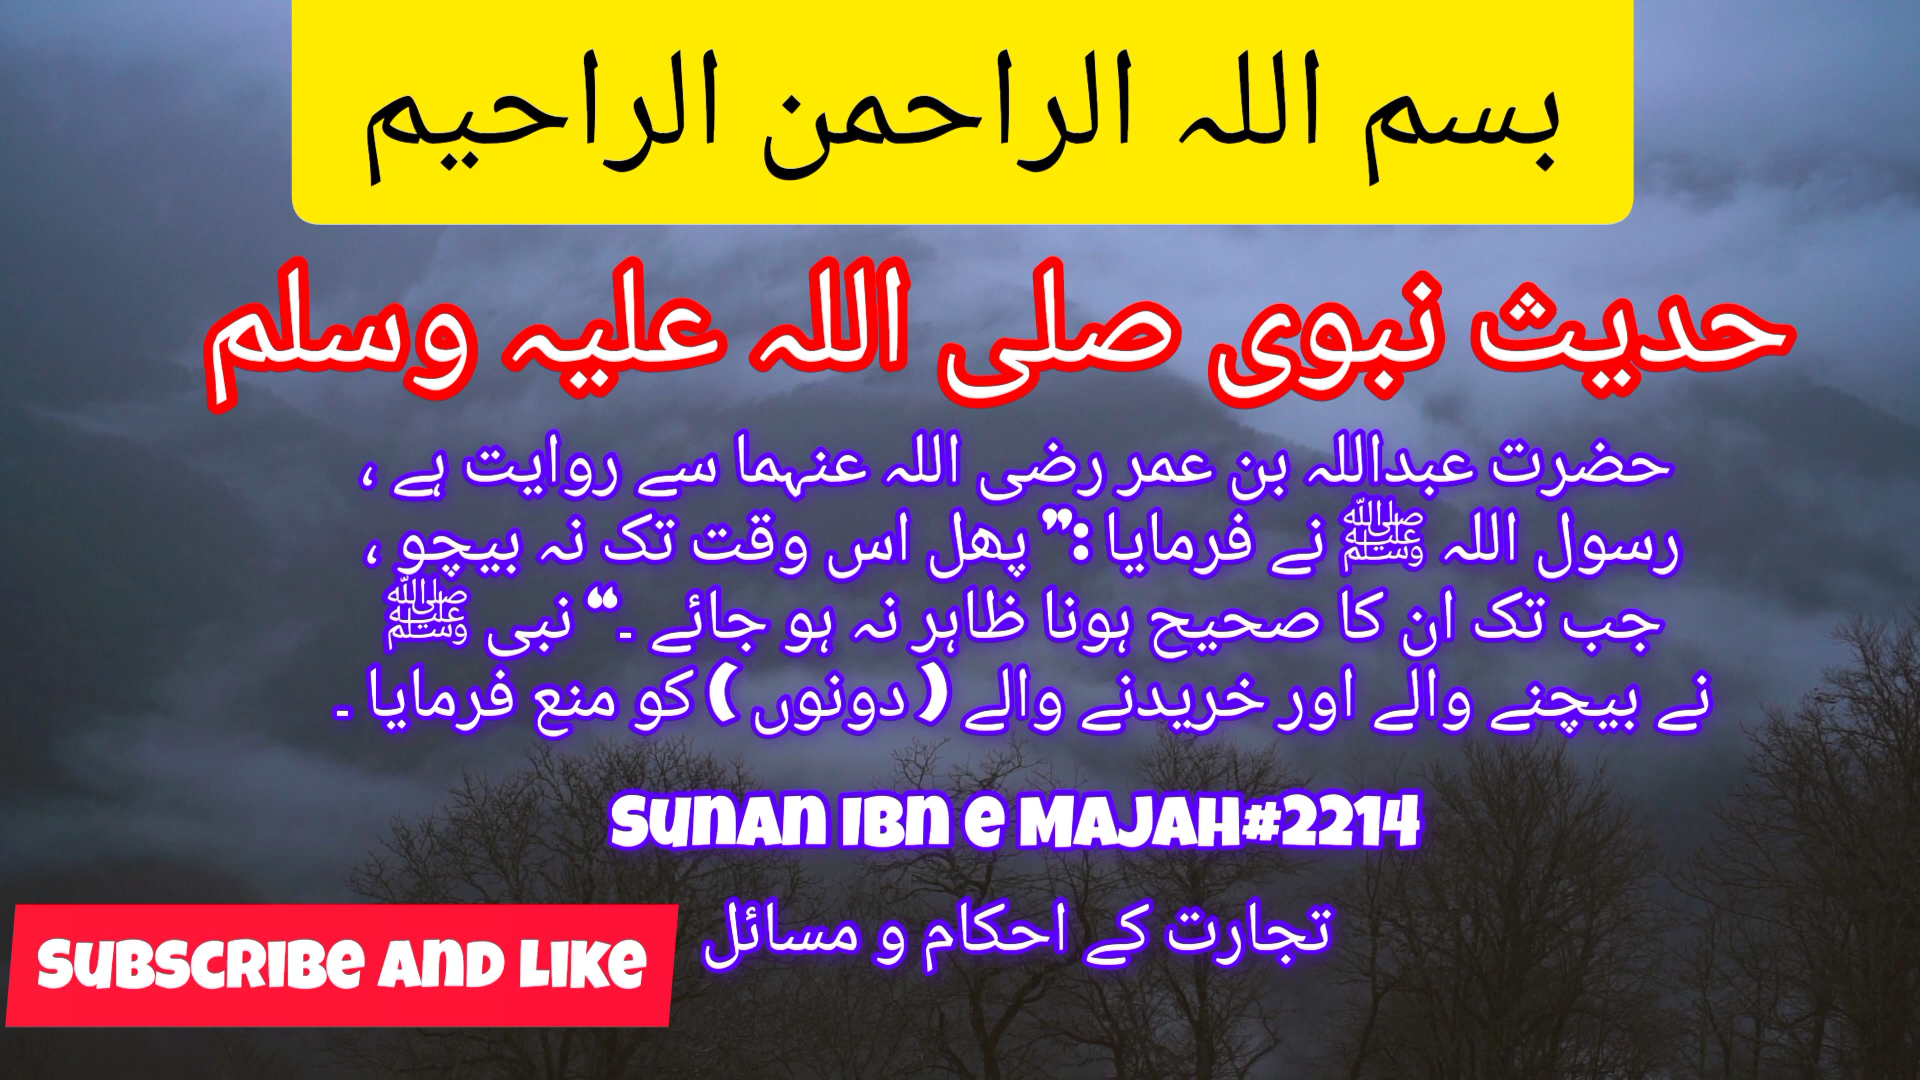 بسم اللہ الراحمن الراحیم
حدیث نبوی صلی اللہ علیہ وسلم
حضرت عبداللہ بن عمر رضی اللہ عنہما سے روایت ہے ،
رسول اللہ ﷺ نے فرمایا :” پھل اس وقت تک نہ بیچو ،
جب تک ان کا صحیح ہونا ظاہر نہ ہو جائے ۔“ نبی ﷺ
نے بیچنے والے اور خریدنے والے ( دونوں ) کو منع فرمایا ۔
Sunan Ibn e Majah#2214
تجارت کے احکام و مسائل
Subscribe and Like